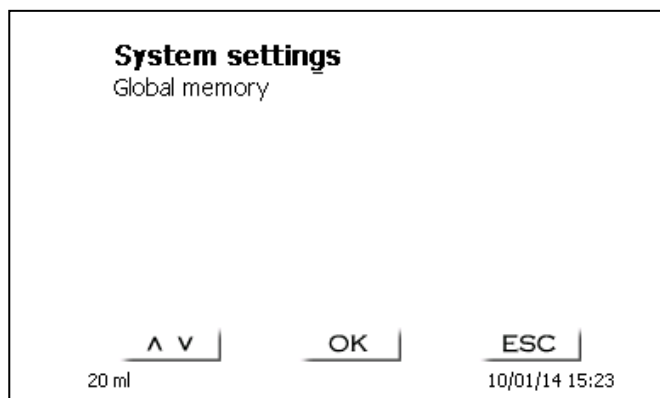 System settings
Global memory
∧ ∨ OK ESC
20 ml 10/01/14 15:23